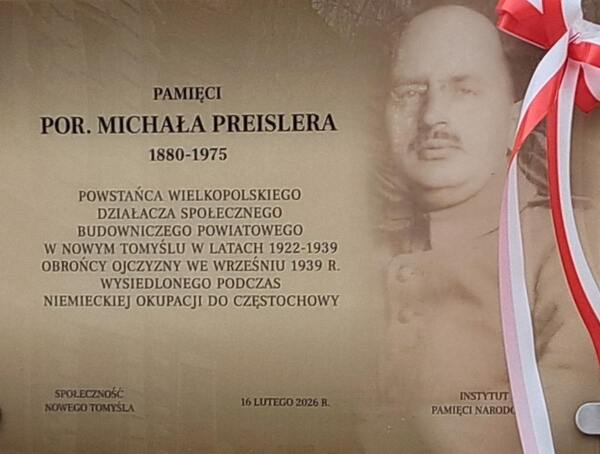 PAMIĘCI
POR. MICHAŁA PREISLERA
1880-1975
POWSTAŃCA WIELKOPOLSKIEGO
DZIAŁACZA SPOŁECZNEGO
BUDOWNICZEGO POWIATOWEGO
W NOWYM TOMYŚLU W LATACH 1922-1939
OBROŃCY OJCZYZNY WE WRZEŚNIU 1939 R.
WYSIEDLONEGO PODCZAS
NIEMIECKIEJ OKUPACJI DO CZĘSTOCHOWY
SPOŁECZNOŚĆ
NOWEGO TOMYŚLA
16 LUTEGO 2026 R.
INSTYTUT
PAMIĘCI